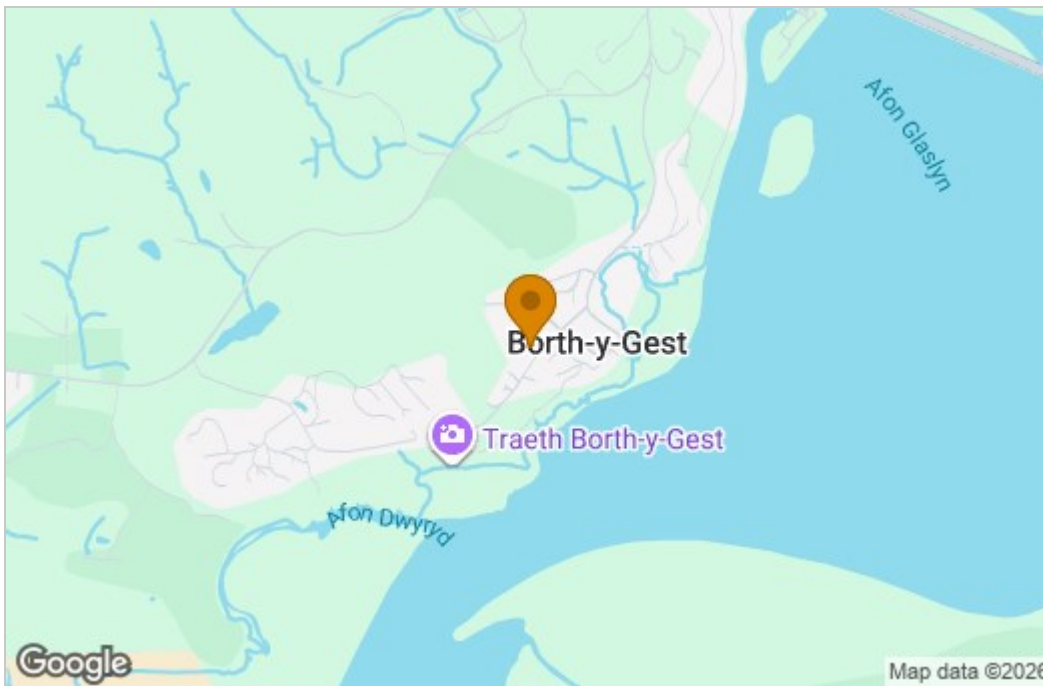 Afon Glaslyn
Borth-y-Gest
Traeth Borth-y-Gest
Afon Dwyryd
Google
Map data ©2026